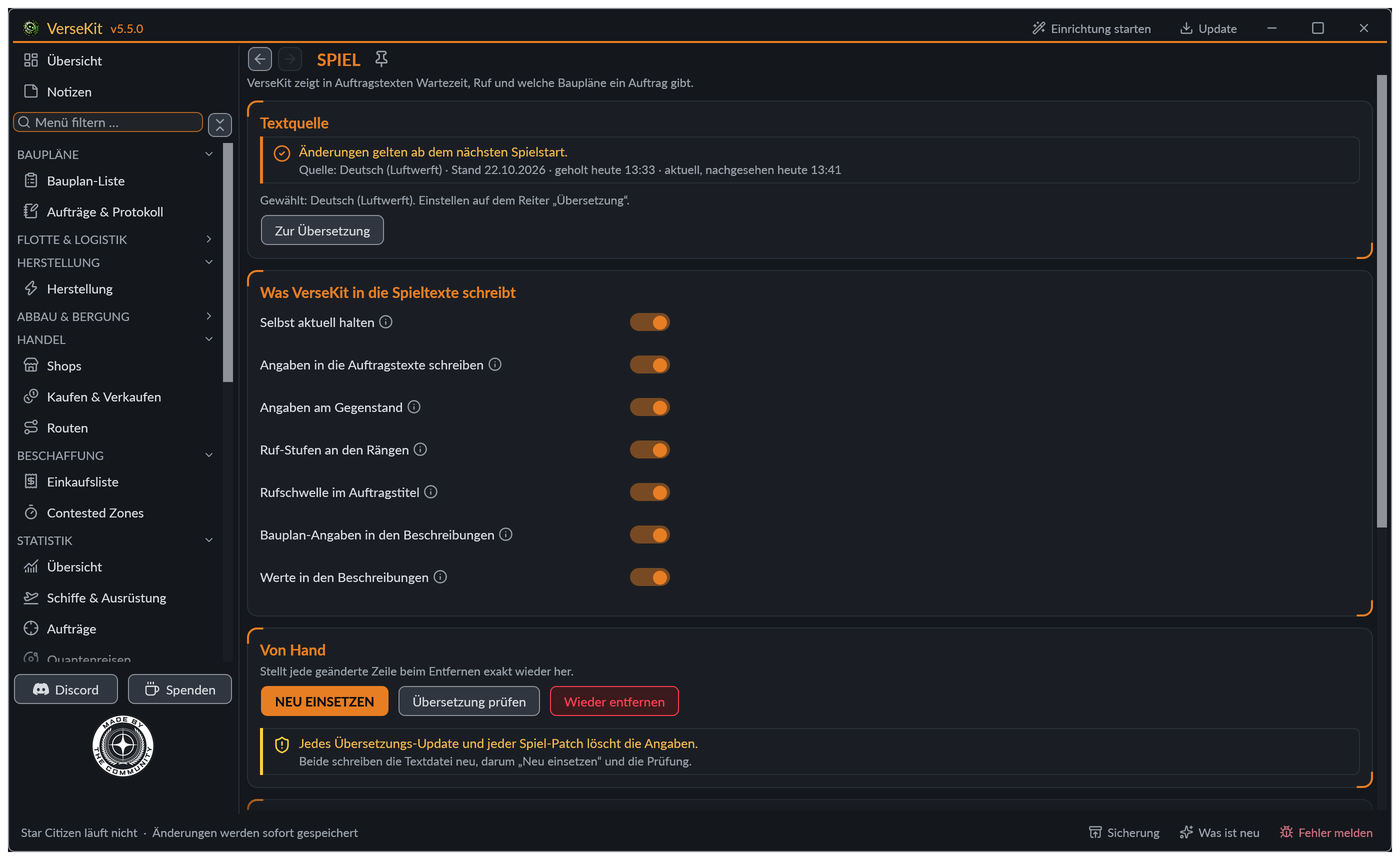 VerseKit v5.5.0
Einrichtung starten
Update
Übersicht
Notizen
Menü filtern ...
BAUPLÄNE
Bauplan-Liste
Aufträge & Protokoll
FLOTTE & LOGISTIK
HERSTELLUNG
Herstellung
ABBAU & BERGUNG
HANDEL
Shops
Kaufen & Verkaufen
Routen
BESCHAFFUNG
Einkaufsliste
Contested Zones
STATISTIK
Übersicht
Schiffe & Ausrüstung
Aufträge
Quantenreisen
Discord
Spenden
MADE BY
THE COMMUNITY
SPIEL
VerseKit zeigt in Auftragstexten Wartezeit, Ruf und welche Baupläne ein Auftrag gibt.
Textquelle
Änderungen gelten ab dem nächsten Spielstart.
Quelle: Deutsch (Luftwerft) · Stand 22.10.2026 · geholt heute 13:33 · aktuell, nachgesehen heute 13:41
Gewählt: Deutsch (Luftwerft). Einstellen auf dem Reiter „Übersetzung“.
Zur Übersetzung
Was VerseKit in die Spieltexte schreibt
Selbst aktuell halten
Angaben in die Auftragstexte schreiben
Angaben am Gegenstand
Ruf-Stufen an den Rängen
Rufschwelle im Auftragstitel
Bauplan-Angaben in den Beschreibungen
Werte in den Beschreibungen
Von Hand
Stellt jede geänderte Zeile beim Entfernen exakt wieder her.
NEU EINSETZEN
Übersetzung prüfen
Wieder entfernen
Jedes Übersetzungs-Update und jeder Spiel-Patch löscht die Angaben.
Beide schreiben die Textdatei neu, darum „Neu einsetzen“ und die Prüfung.
Star Citizen läuft nicht · Änderungen werden sofort gespeichert
Sicherung
Was ist neu
Fehler melden